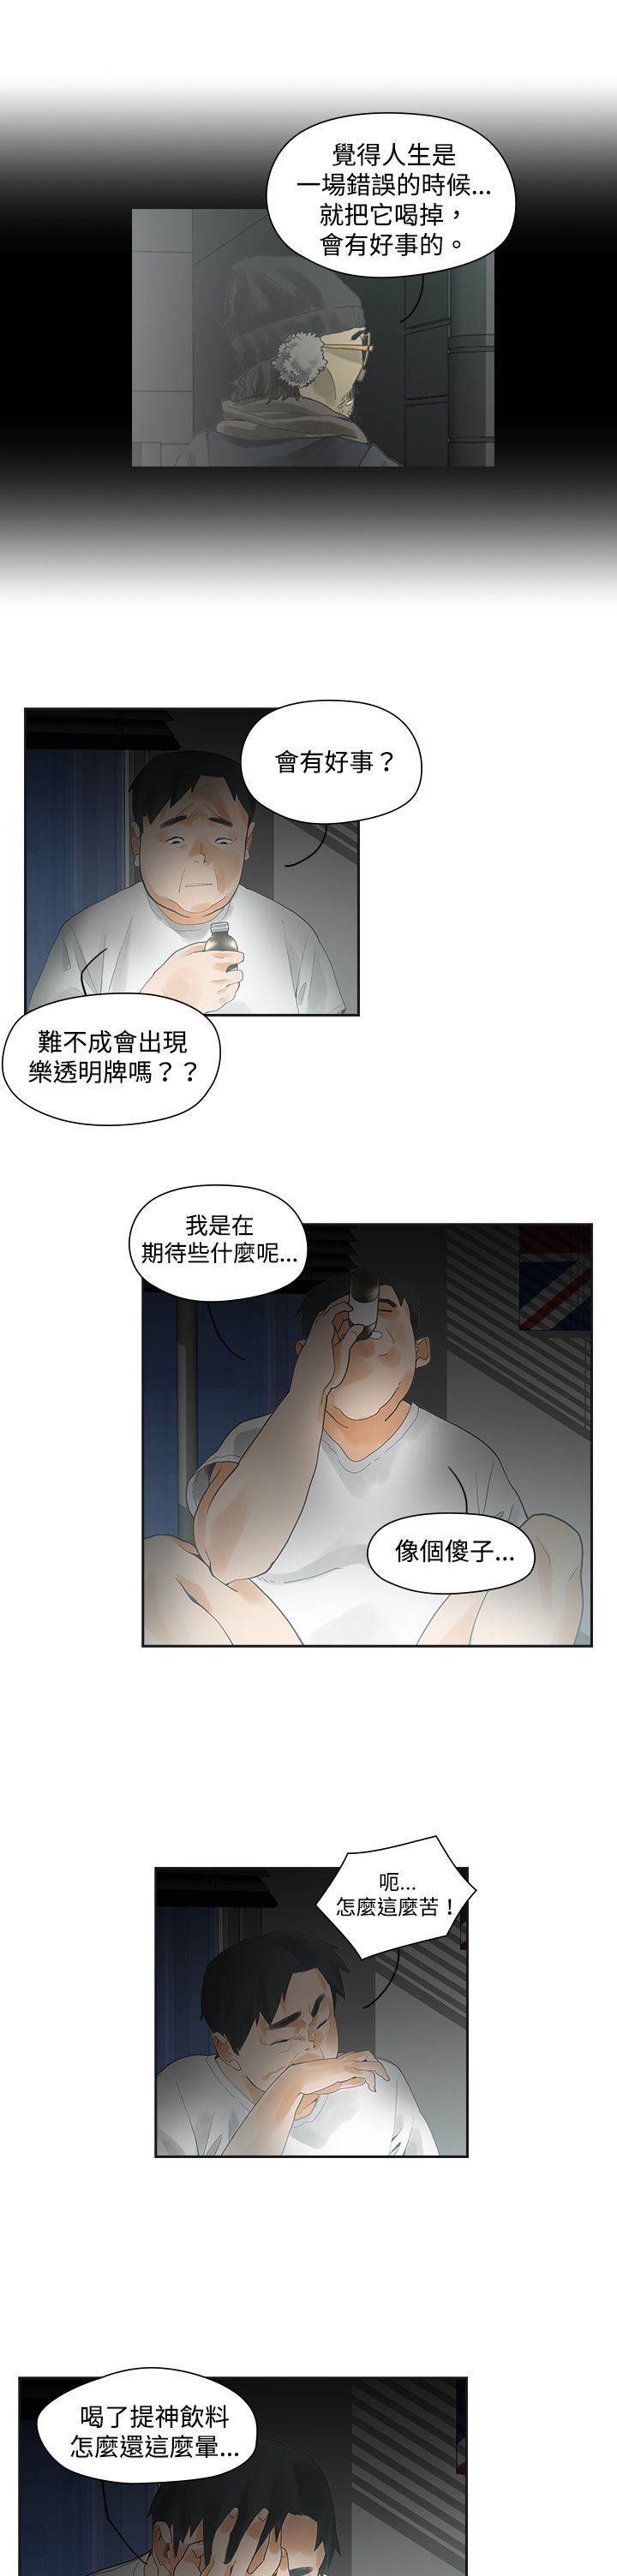 覺得人生是
一場錯誤的時候...
就把它喝掉，
會有好事的。
會有好事？
難不成會出現
樂透明牌嗎？？
我是在
期待些什麼呢...
像個傻子...
呃...
怎麼這麼苦！
喝了提神飲料
怎麼還這麼暈...